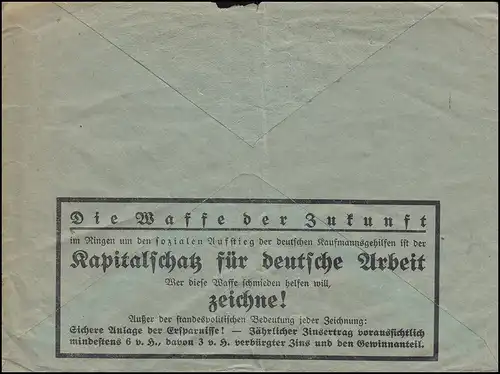 Die Waffe der Zukunft
im Ringen um den sozialen Aufstieg der deutschen Kaufmannsgehilfen ist der
Kapitalschatz für deutsche Arbeit
Wer diese Waffe schmieden helfen will,
zeichne!
Außer der standespolitischen Bedeutung jeder Zeichnung:
Sichere Anlage der Ersparnisse! — Jährlicher Zinsertrag voraussichtlich
mindestens 6 v. H., davon 3 v. H. verbürgter Zins und den Gewinnanteil.